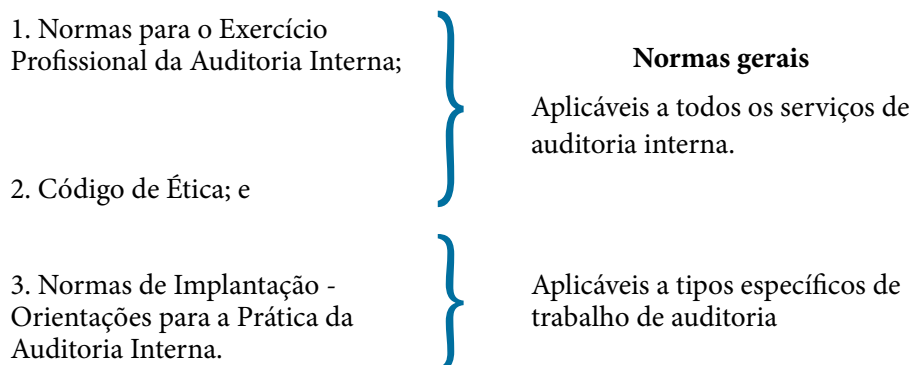 1. Normas para o Exercício
Profissional da Auditoria Interna;
2. Código de Ética; e
Normas gerais
Aplicáveis a todos os serviços de
auditoria interna.
3. Normas de Implantação -
Orientações para a Prática da
Auditoria Interna.
Aplicáveis a tipos específicos de
trabalho de auditoria